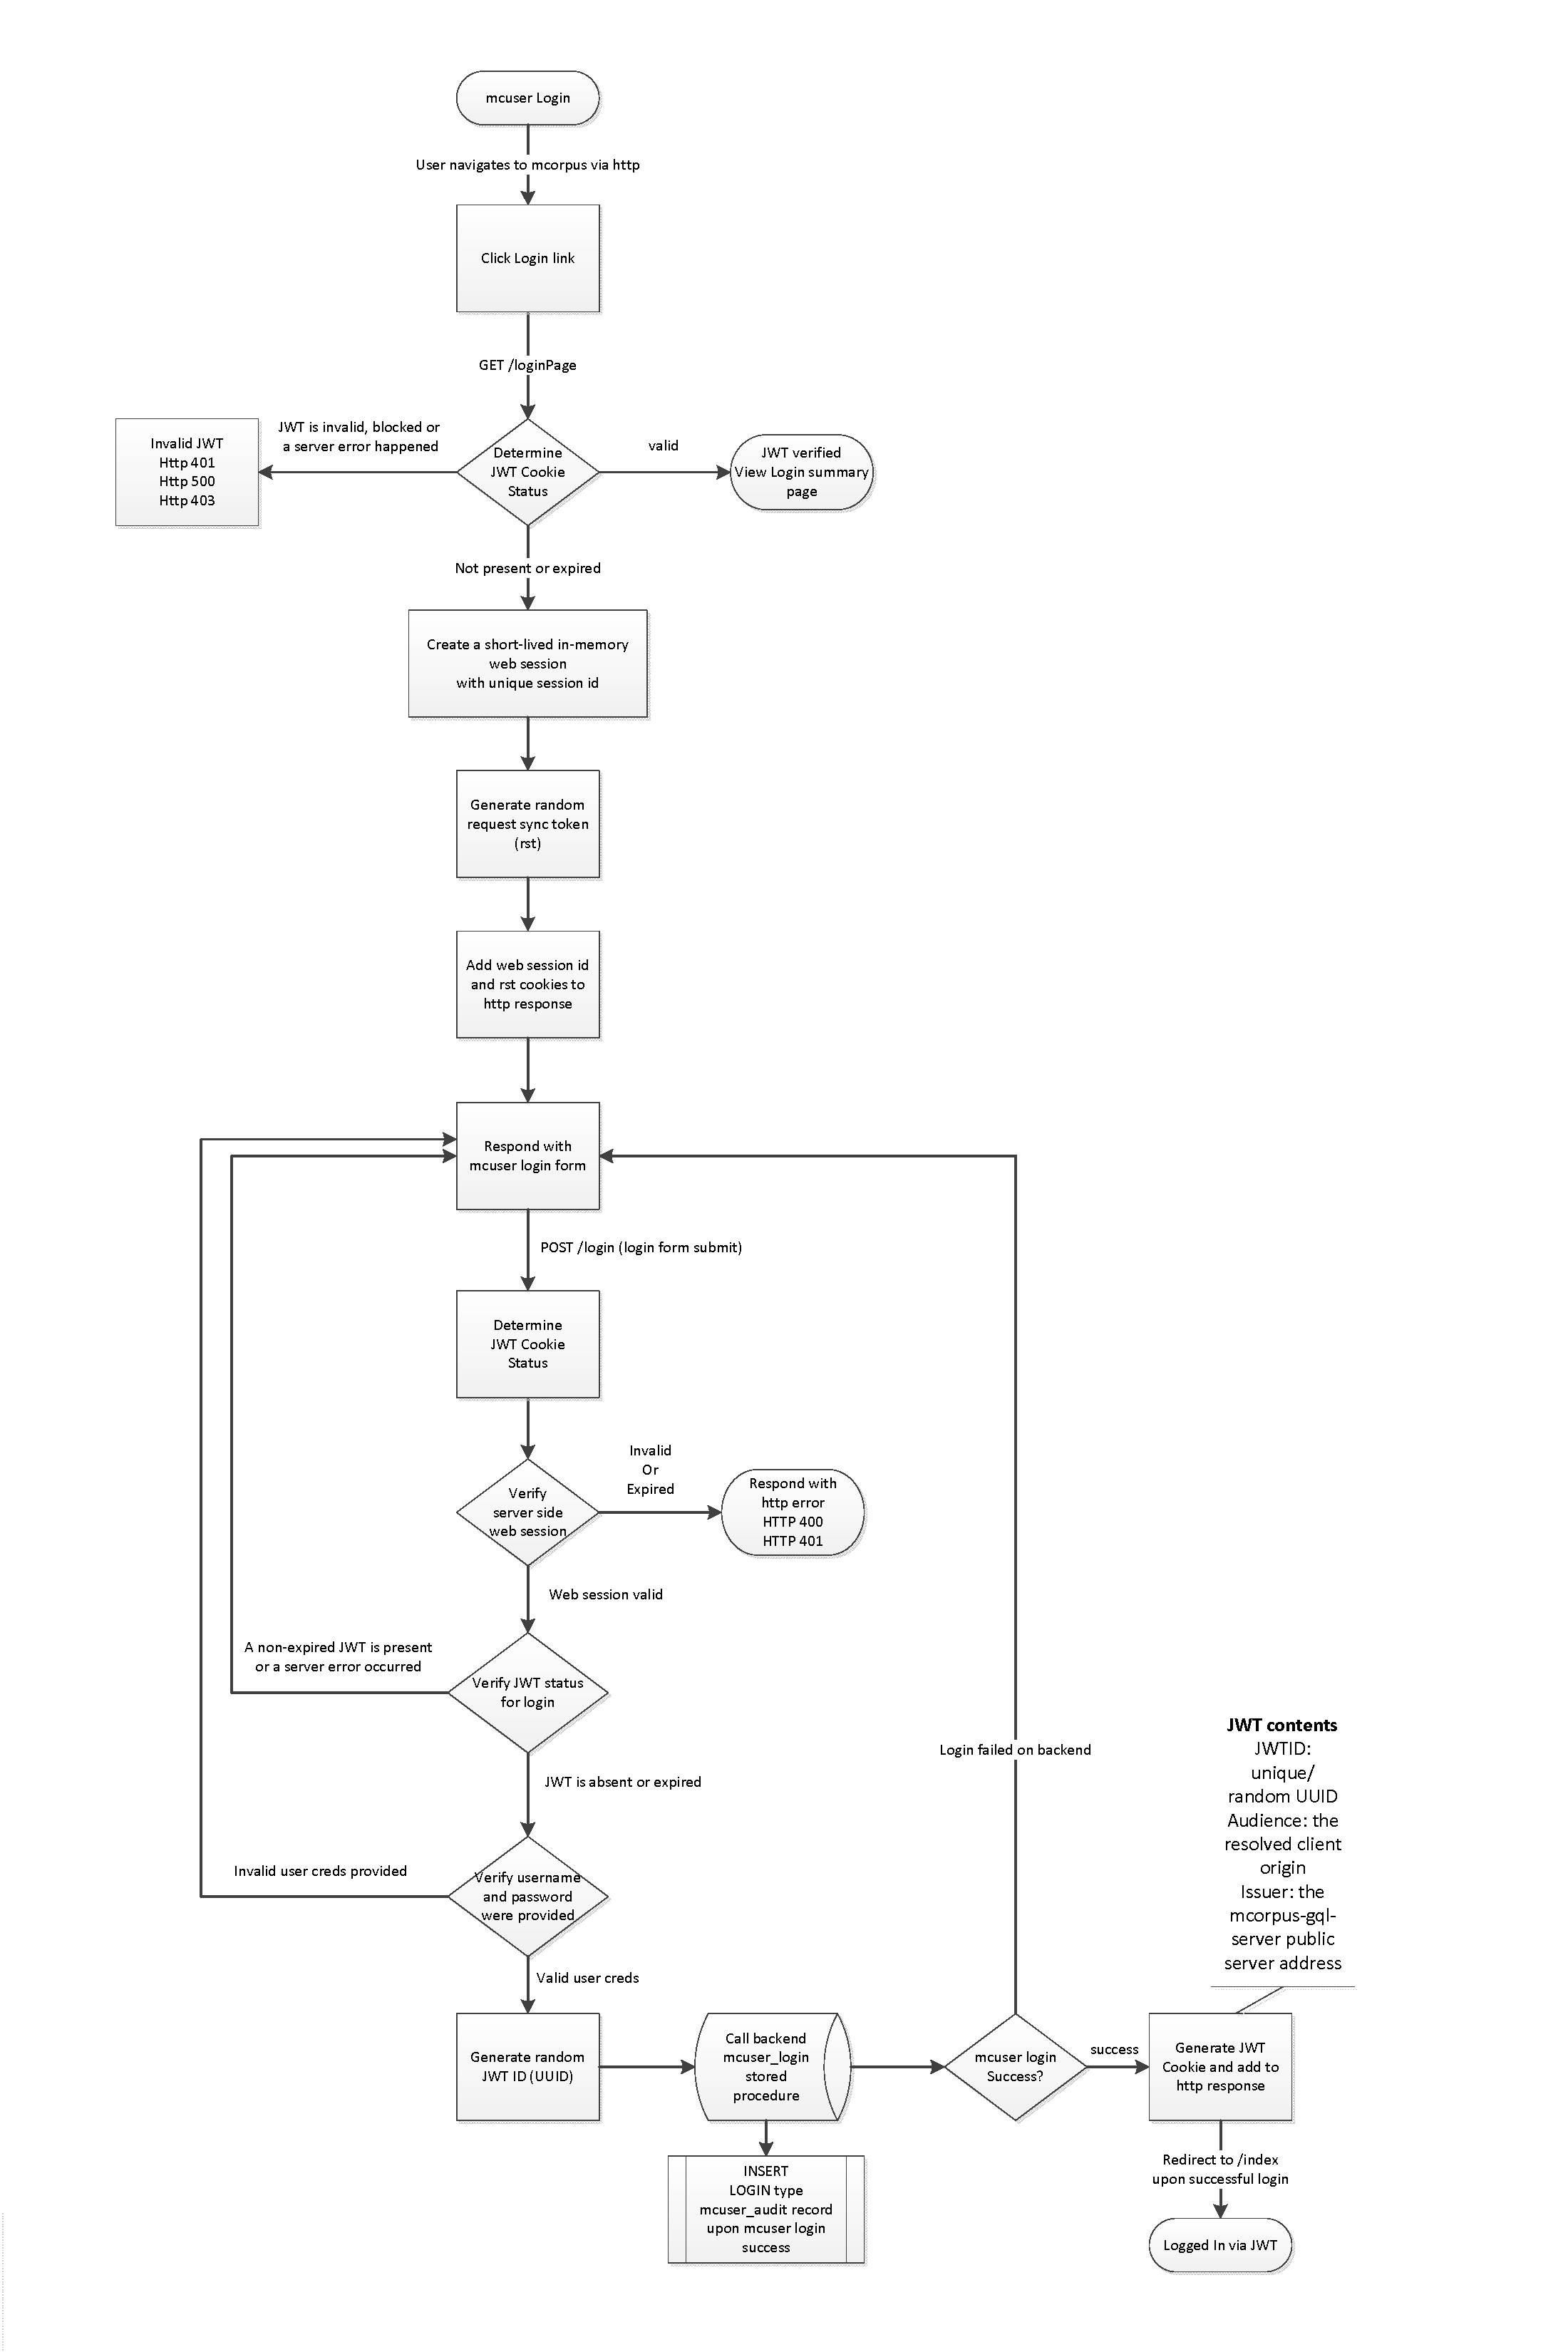 mcuser Login
User navigates to mcorpus via http
Click Login link
GET /loginPage
JWT is invalid, blocked or
a server error happened
Invalid JWT
Http 401
Http 500
Http 403
Determine
JWT Cookie
Status
valid
JWT verified
View Login summary
page
Not present or expired
Create a short-lived in-memory
web session
with unique session id
Generate random
request sync token
(rst)
Add web session id
and rst cookies to
http response
Respond with
mcuser login form
POST /login (login form submit)
Determine
JWT Cookie
Status
Verify
server side
web session
Invalid
Or
Expired
Respond with
http error
HTTP 400
HTTP 401
Web session valid
A non-expired JWT is present
or a server error occurred
Verify JWT status
for login
JWT is absent or expired
Invalid user creds provided
Verify username
and password
were provided
Valid user creds
Generate random
JWT ID (UUID)
Call backend
mcuser_login
stored
procedure
INSERT
LOGIN type
mcuser_audit record
upon mcuser login
success
Login failed on backend
mcuser login
Success?
success
JWT contents
JWTID:
unique/
random UUID
Audience: the
resolved client
origin
Issuer: the
mcorpus-gql-
server public
server address
Generate JWT
Cookie and add to
http response
Redirect to /index
upon successful login
Logged In via JWT